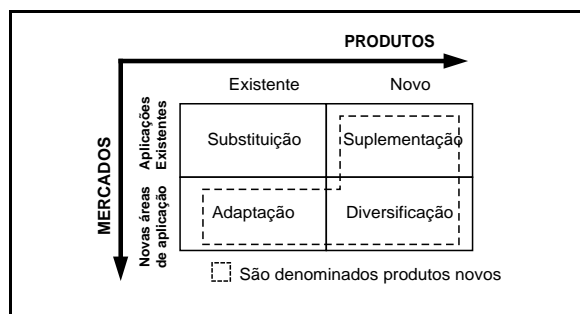 PRODUTOS
Existente Novo
MERCADOS
Aplicações
Existentes
Substituição Suplementação
Novas áreas
de aplicação
Adaptação Diversificação
São denominados produtos novos